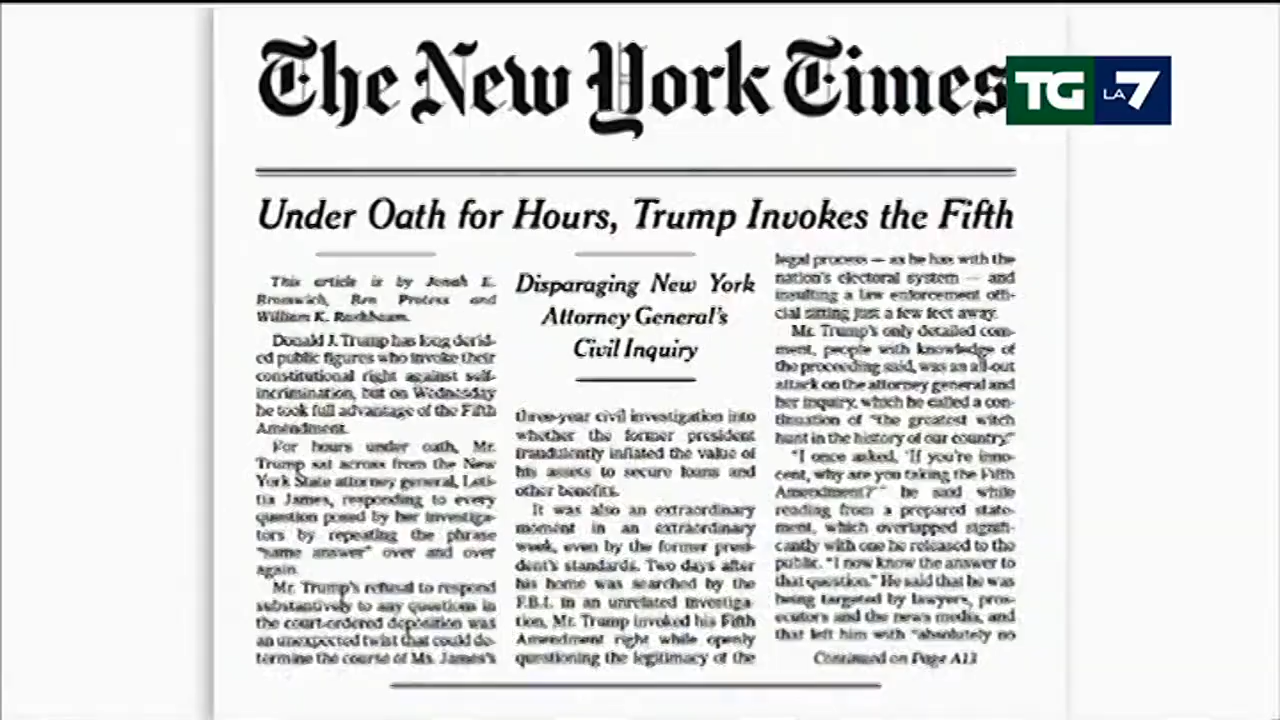 The New York Times
TG LA7
Under Oath for Hours, Trump Invokes the Fifth
This article is by Jonah E.
Bromwich, Ben Protess and
William K. Rashbaum.
Donald J. Trump has long derid-
ed public figures who invoke their
constitutional right against self-
incrimination, but on Wednesday
he took full advantage of the Fifth
Amendment.
For hours under oath, Mr.
Trump sat across from the New
York State attorney general, Leti-
tia James, responding to every
question posed by her investiga-
tors by repeating the phrase
"same answer" over and over
again.
Mr. Trump's refusal to respond
substantively to any questions in
the court-ordered deposition was
an unexpected twist that could de-
termine the course of Ms. James's
Disparaging New York
Attorney General's
Civil Inquiry
three-year civil investigation into
whether the former president
fraudulently inflated the value of
his assets to secure loans and
other benefits.
It was also an extraordinary
moment in an extraordinary
week, even by the former presi-
dent's standards. Two days after
his home was searched by the
F.B.I. in an unrelated investiga-
tion, Mr. Trump invoked his Fifth
Amendment right while openly
questioning the legitimacy of the
legal process — as he has with the
nation's electoral system — and
insulting a law enforcement offi-
cial sitting just a few feet away.
Mr. Trump's only detailed com-
ment, people with knowledge of
the proceeding said, was an all-out
attack on the attorney general and
her inquiry, which he called a con-
tinuation of "the greatest witch
hunt in the history of our country."
"I once asked, 'If you're inno-
cent, why are you taking the Fifth
Amendment?'" he said while
reading from a prepared state-
ment, which overlapped signifi-
cantly with one he released to the
public. "I now know the answer to
that question." He said that he was
being targeted by lawyers, pros-
ecutors and the news media, and
that left him with "absolutely no
Continued on Page A13